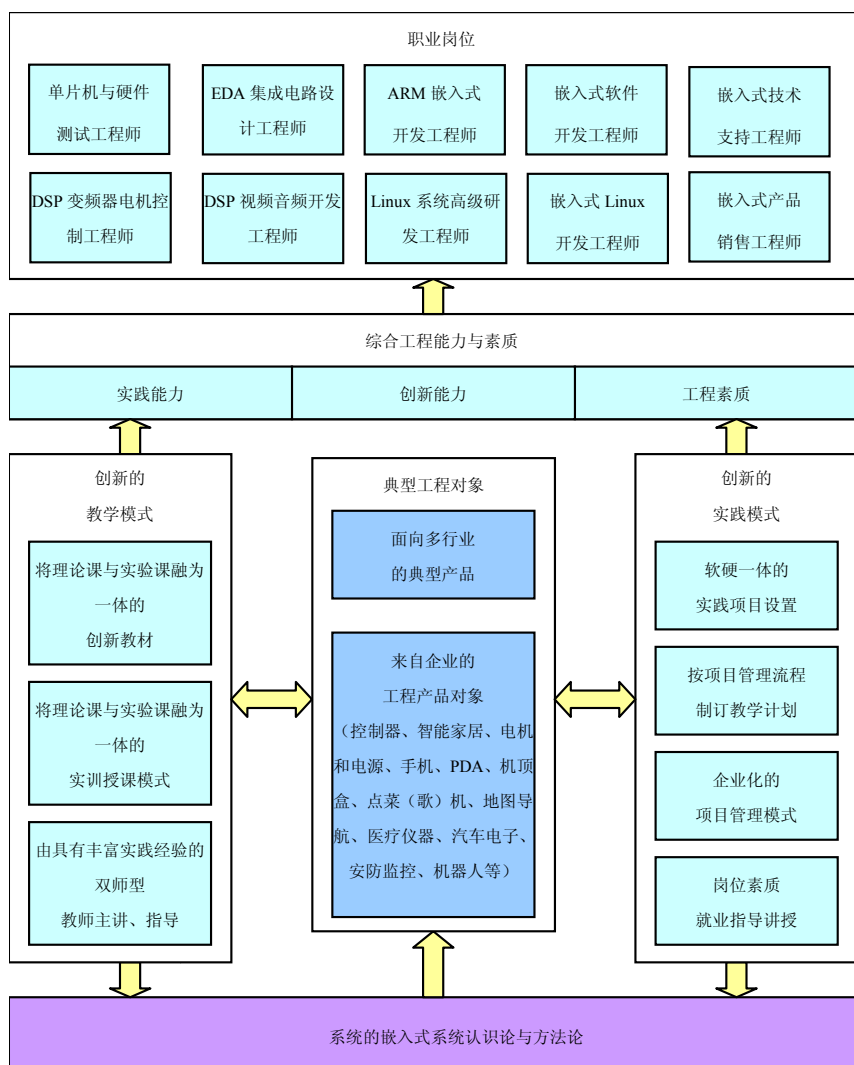 职业岗位
单片机与硬件
测试工程师
EDA 集成电路设
计工程师
ARM 嵌入式
开发工程师
嵌入式软件
开发工程师
嵌入式技术
支持工程师
DSP 变频器电机控
制工程师
DSP 视频音频开发
工程师
Linux 系统高级研
发工程师
嵌入式 Linux
开发工程师
嵌入式产品
销售工程师
综合工程能力与素质
实践能力
创新能力
工程素质
创新的
教学模式
将理论课与实验课融为
一体的
创新教材
将理论课与实验课融为
一体的
实训授课模式
由具有丰富实践经验的
双师型
教师主讲、指导
典型工程对象
面向多行业
的典型产品
来自企业的
工程产品对象
（控制器、智能家居、电机
和电源、手机、PDA、机顶
盒、点菜（歌）机、地图导
航、医疗仪器、汽车电子、
安防监控、机器人等）
创新的
实践模式
软硬一体的
实践项目设置
按项目管理流程
制订教学计划
企业化的
项目管理模式
岗位素质
就业指导讲授
系统的嵌入式系统认识论与方法论